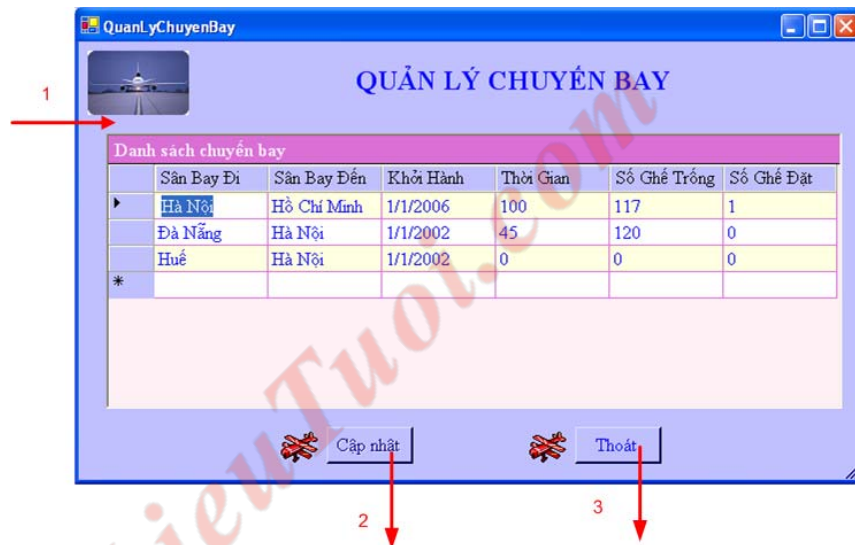 QuanLyChuyenBay
QUẢN LÝ CHUYẾN BAY
1
Danh sách chuyến bay
Sân Bay Đi Sân Bay Đến Khởi Hành Thời Gian Số Ghế Trống Số Ghế Đặt
Hà Nội Hồ Chí Minh 1/1/2006 100 117 1
Đà Nẵng Hà Nội 1/1/2002 45 120 0
Huế Hà Nội 1/1/2002 0 0 0
*
Cập nhật Thoát
2 3
ieuTuoi.com